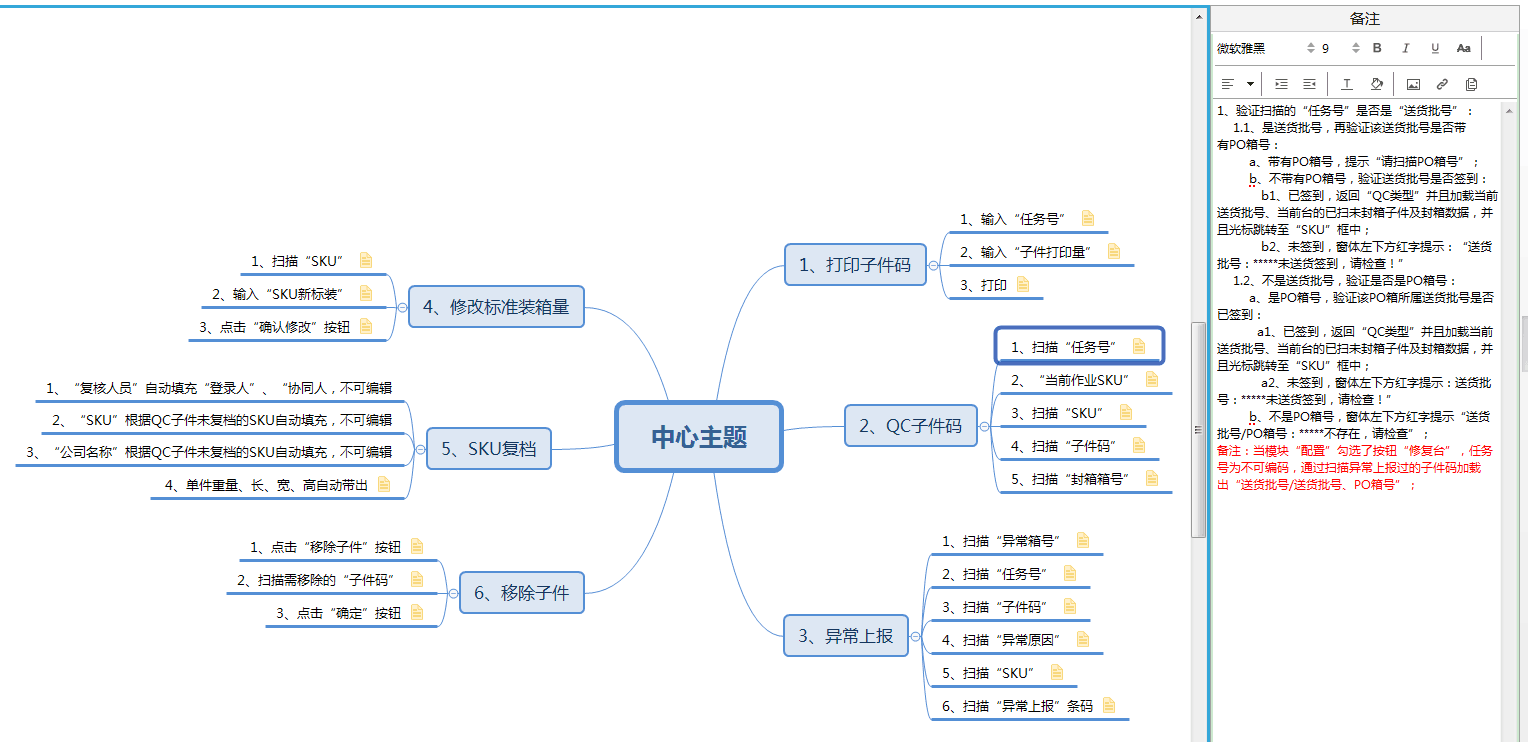 中心主题
1、打印子件码
1、输入“任务号”
2、输入“子件打印量”
3、打印
2、QC子件码
1、扫描“任务号”
2、“当前作业SKU”
3、扫描“SKU”
4、扫描“子件码”
5、扫描“封箱箱号”
3、异常上报
1、扫描“异常箱号”
2、扫描“任务号”
3、扫描“子件码”
4、扫描“异常原因”
5、扫描“SKU”
6、扫描“异常上报”条码
4、修改标准装箱量
1、扫描“SKU”
2、输入“SKU新标装”
3、点击“确认修改”按钮
5、SKU复档
1、“复核人员”自动填充“登录人”、“协同人，不可编辑
2、“SKU”根据QC子件未复档的SKU自动填充，不可编辑
3、“公司名称”根据QC子件未复档的SKU自动填充，不可编辑
4、单件重量、长、宽、高自动带出
6、移除子件
1、点击“移除子件”按钮
2、扫描需移除的“子件码”
3、点击“确定”按钮
备注
微软雅黑 9 B I U Aa
1、验证扫描的“任务号”是否是“送货批号”：
1.1、是送货批号，再验证该送货批号是否带
有PO箱号：
a、带有PO箱号，提示“请扫描PO箱号”；
b、不带有PO箱号，验证送货批号是否签到：
b1、已签到，返回“QC类型”并且加载当前
送货批号、当前台的已扫未封箱子件及封箱数据，并
且光标跳转至“SKU”框中；
b2、未签到，窗体左下方红字提示：“送货
批号：*****未送货签到，请检查！”
1.2、不是送货批号，验证是否是PO箱号：
a、是PO箱号，验证该PO箱所属送货批号是否
已签到：
a1、已签到，返回“QC类型”并且加载当前
送货批号、当前台的已扫未封箱子件及封箱数据，并
且光标跳转至“SKU”框中；
a2、未签到，窗体左下方红字提示：送货批
号：*****未送货签到，请检查！”
b、不是PO箱号，窗体左下方红字提示“送货
批号/PO箱号：*****不存在，请检查”；
备注：当模块“配置”勾选了按钮“修复台”，任务
号为不可编码，通过扫描异常上报过的子件码加载
出“送货批号/送货批号、PO箱号”；